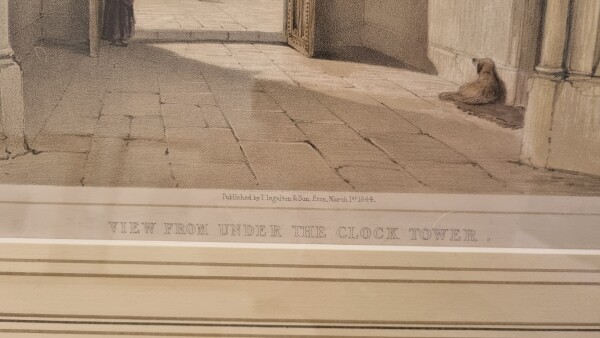 Published by T. Ingalton & Son, Eton, March 1st 1844.
VIEW FROM UNDER THE CLOCK TOWER.